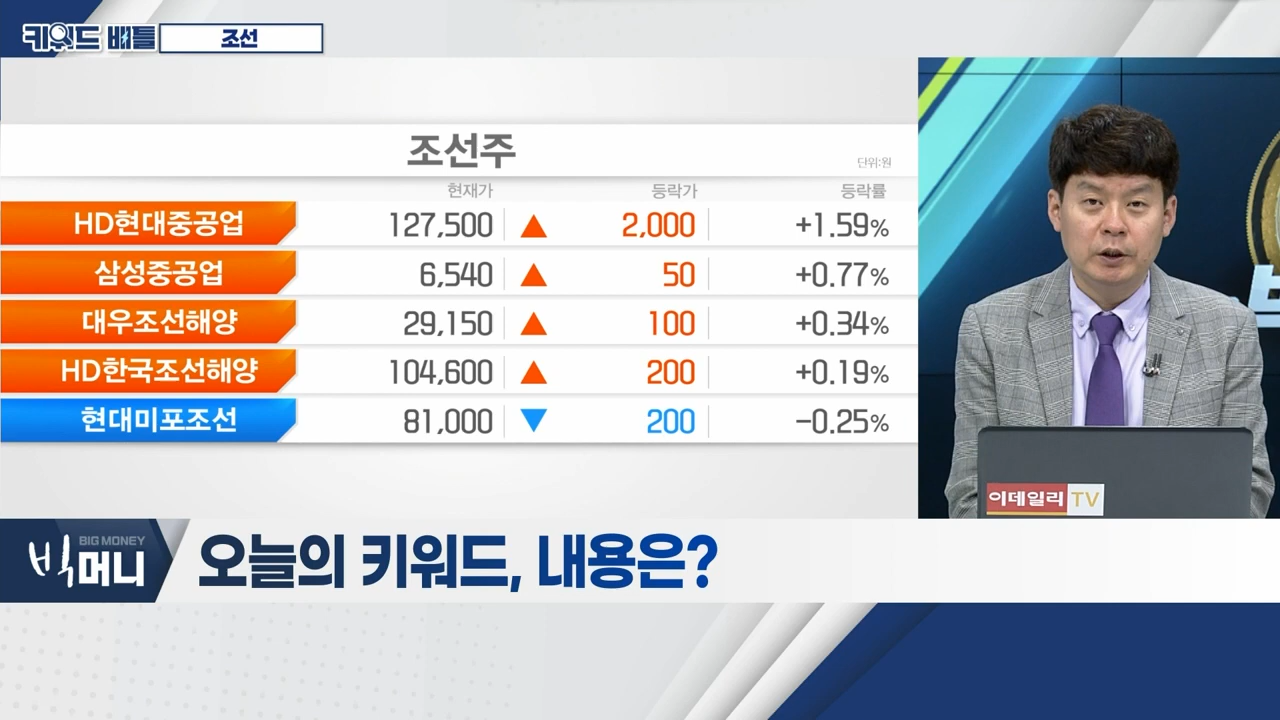 키워드 배틀 조선
조선주
단위:원
현재가 등락가 등락률
HD현대중공업 127,500 ▲ 2,000 +1.59%
삼성중공업 6,540 ▲ 50 +0.77%
대우조선해양 29,150 ▲ 100 +0.34%
HD한국조선해양 104,600 ▲ 200 +0.19%
현대미포조선 81,000 ▼ 200 -0.25%
이데일리TV
BIG MONEY
빅머니
오늘의 키워드, 내용은?